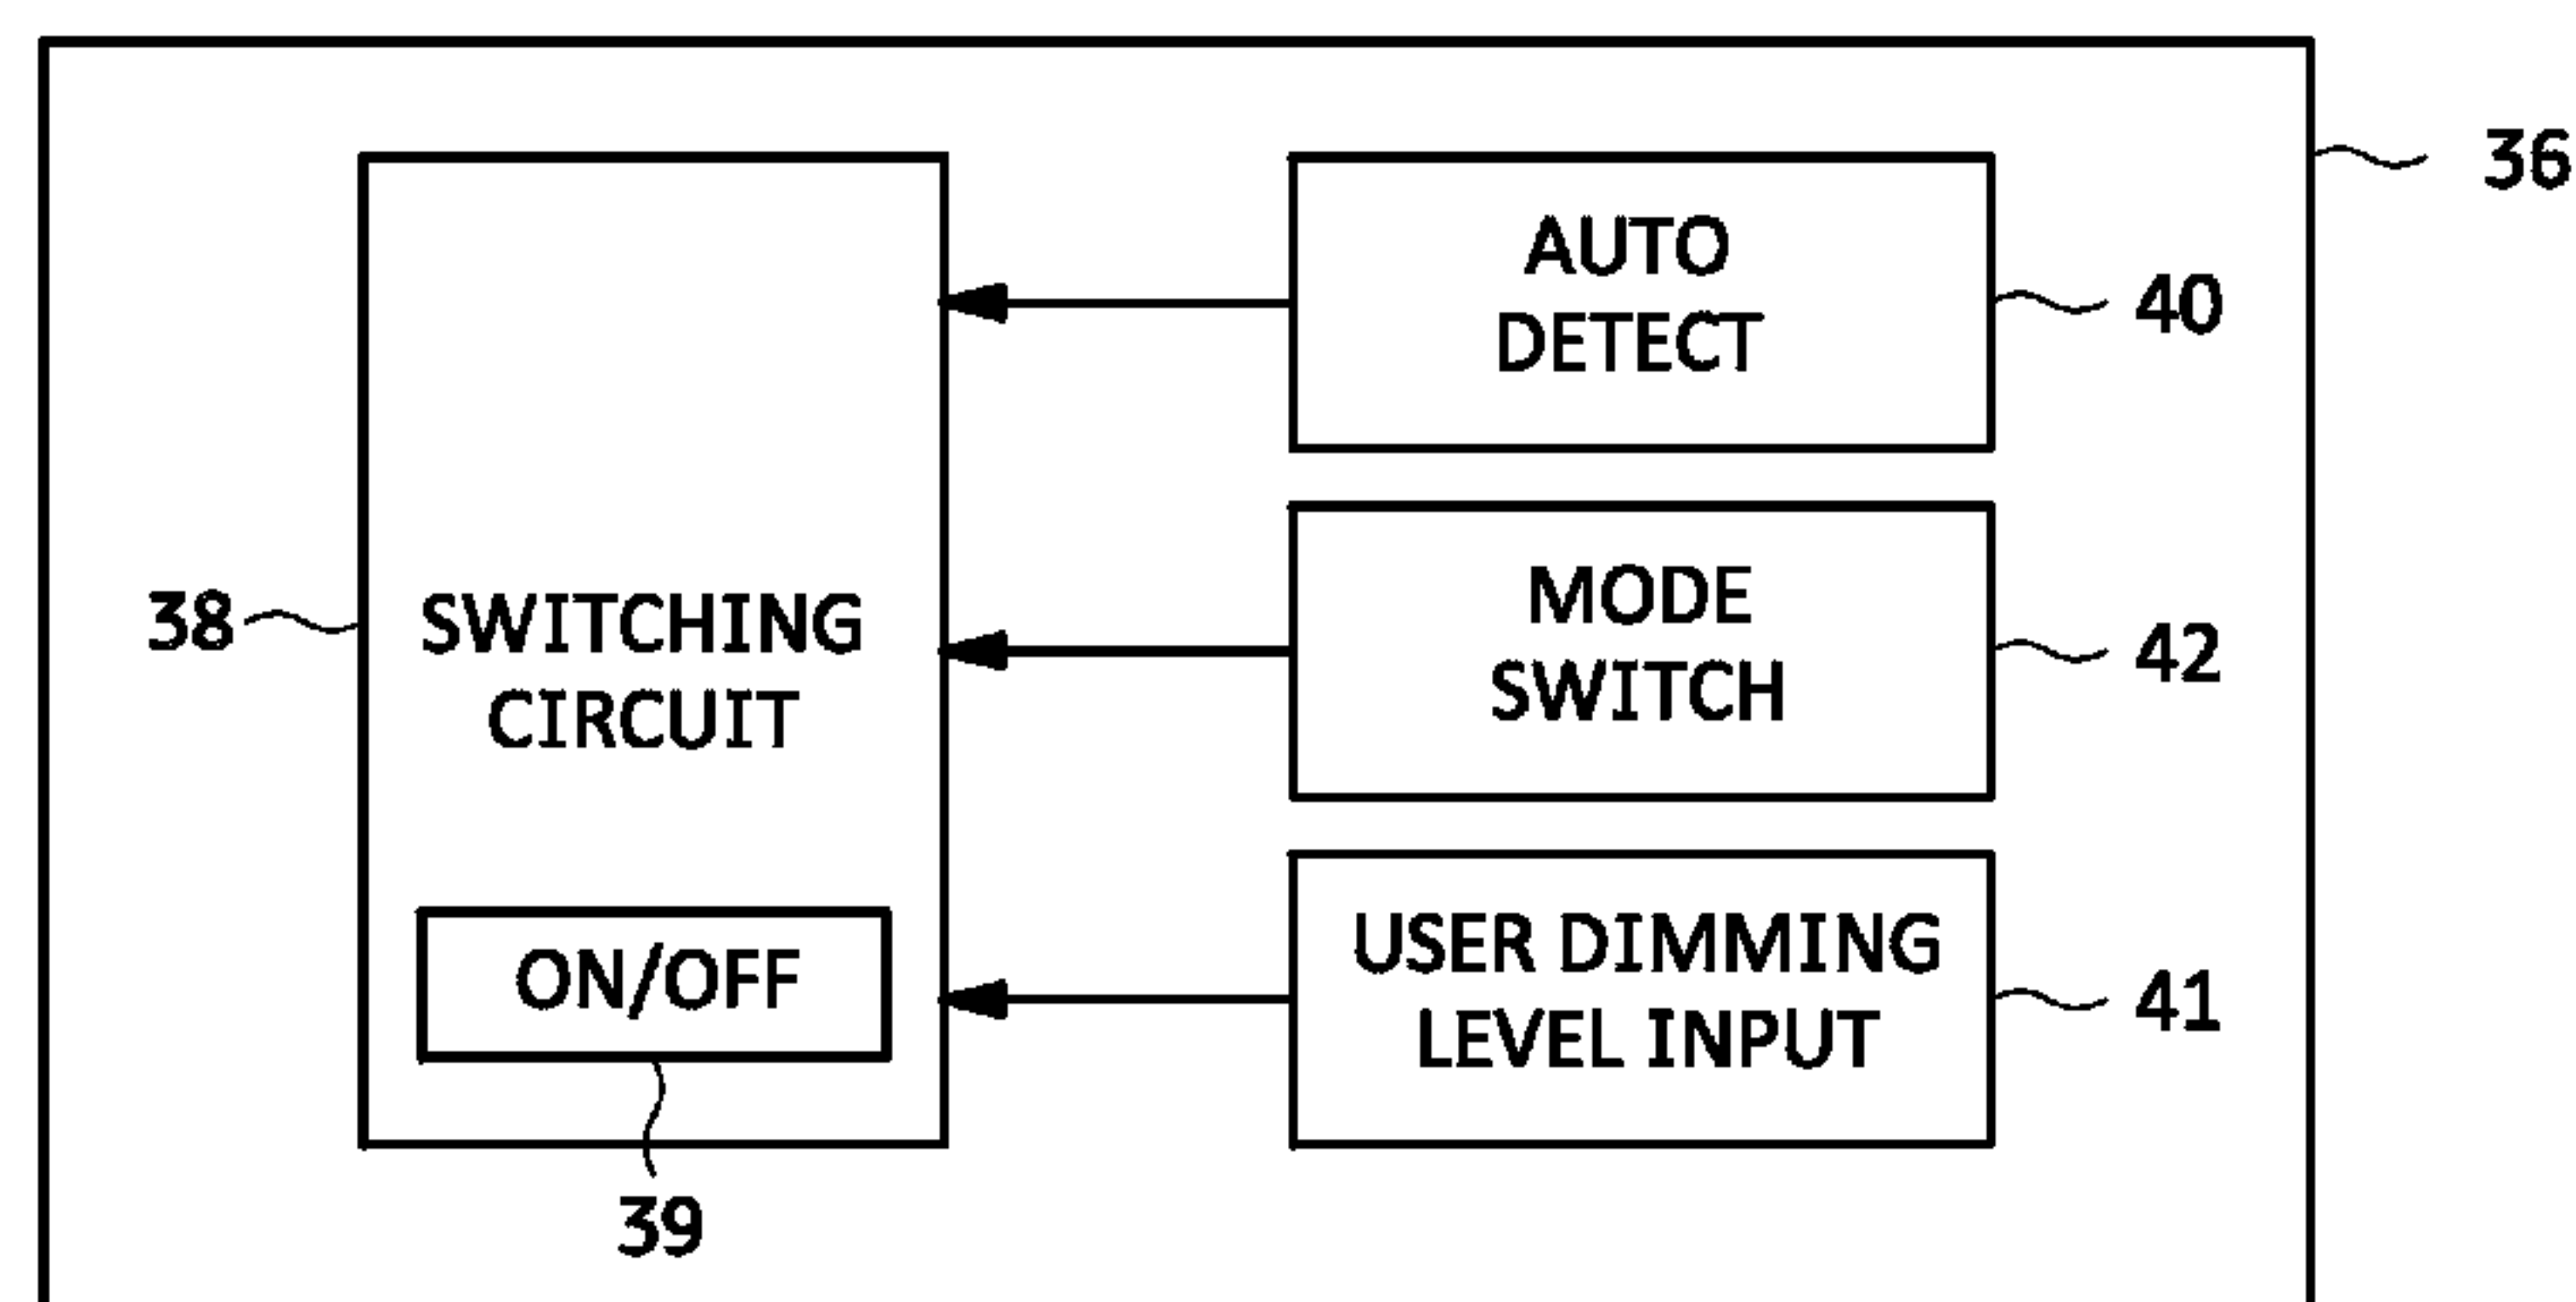 36
AUTO
DETECT
40
38
SWITCHING
CIRCUIT
MODE
SWITCH
42
ON/OFF
39
USER DIMMING
LEVEL INPUT
41